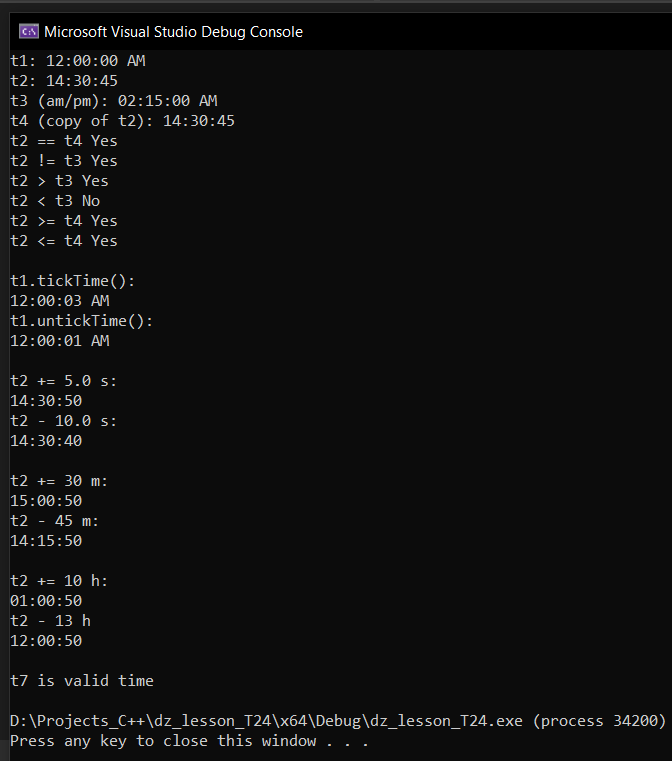 Microsoft Visual Studio Debug Console
t1: 12:00:00 AM
t2: 14:30:45
t3 (am/pm): 02:15:00 AM
t4 (copy of t2): 14:30:45
t2 == t4 Yes
t2 != t3 Yes
t2 > t3 Yes
t2 < t3 No
t2 >= t4 Yes
t2 <= t4 Yes
t1.tickTime():
12:00:03 AM
t1.untickTime():
12:00:01 AM
t2 += 5.0 s:
14:30:50
t2 - 10.0 s:
14:30:40
t2 += 30 m:
15:00:50
t2 - 45 m:
14:15:50
t2 += 10 h:
01:00:50
t2 - 13 h
12:00:50
t7 is valid time
D:\Projects_C++\dz_lesson_T24\x64\Debug\dz_lesson_T24.exe (process 34200)
Press any key to close this window . . .